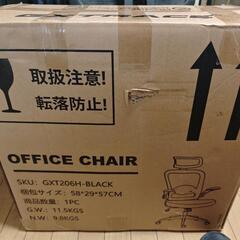 取扱注意!
転落防止!
OFFICE CHAIR
SKU: GXT206H-BLACK
梱包サイズ: 58*29*57CM
商品数量: 1PC
G.W.: 11.5KGS
N.W.: 9.8KGS